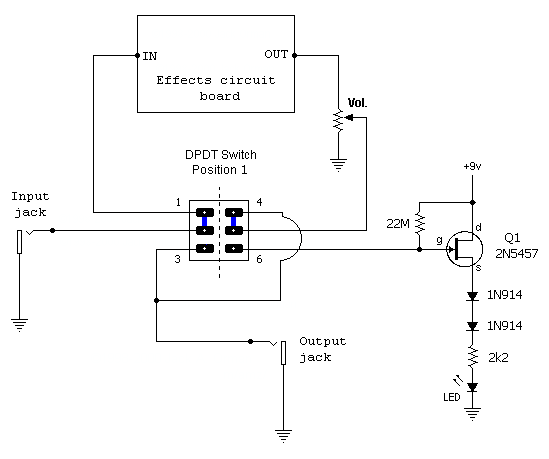 IN
OUT
Effects circuit
board
Vol.
DPDT Switch
Position 1
+9v
Input
jack
1
4
22M
d
g
Q1
2N5457
3
6
s
1N914
1N914
Output
jack
2k2
LED